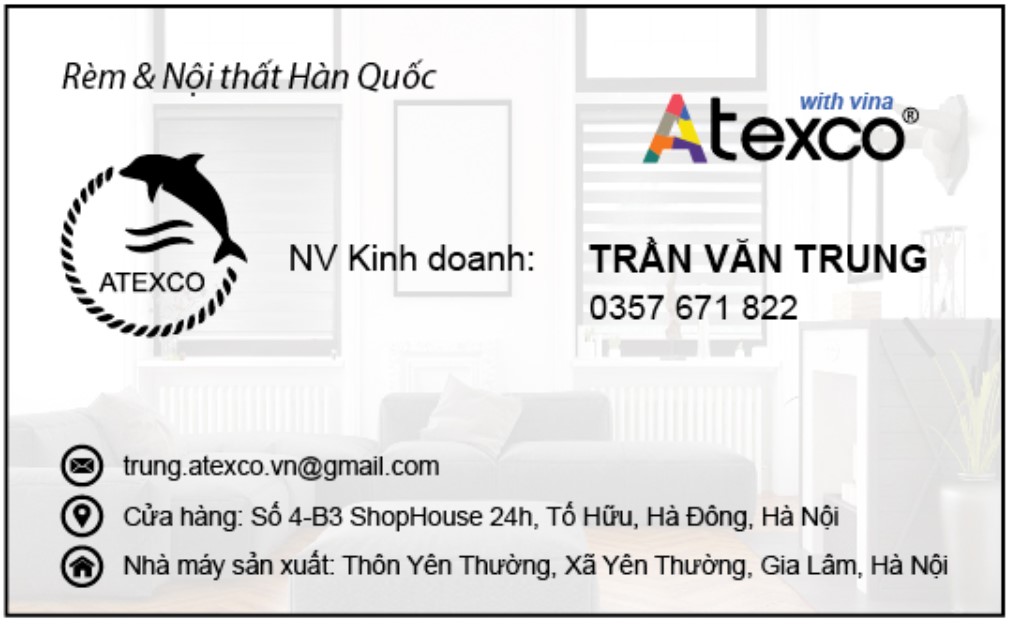 Rèm & Nội thất Hàn Quốc
with vina
Atexco®
ATEXCO
NV Kinh doanh: TRẦN VĂN TRUNG
0357 671 822
trung.atexco.vn@gmail.com
Cửa hàng: Số 4-B3 ShopHouse 24h, Tố Hữu, Hà Đông, Hà Nội
Nhà máy sản xuất: Thôn Yên Thường, Xã Yên Thường, Gia Lâm, Hà Nội